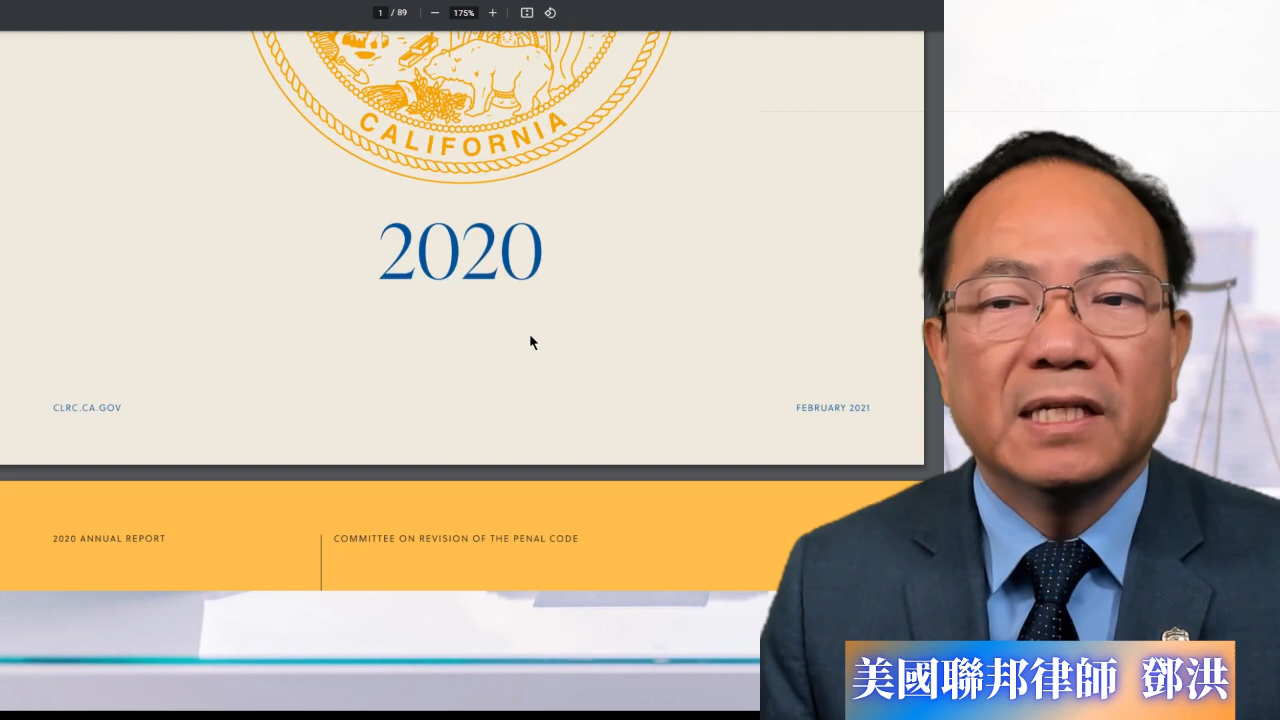 1 / 89 175%
CALIFORNIA
2020
CLRC.CA.GOV FEBRUARY 2021
2020 ANNUAL REPORT COMMITTEE ON REVISION OF THE PENAL CODE
美國聯邦律師 鄧洪